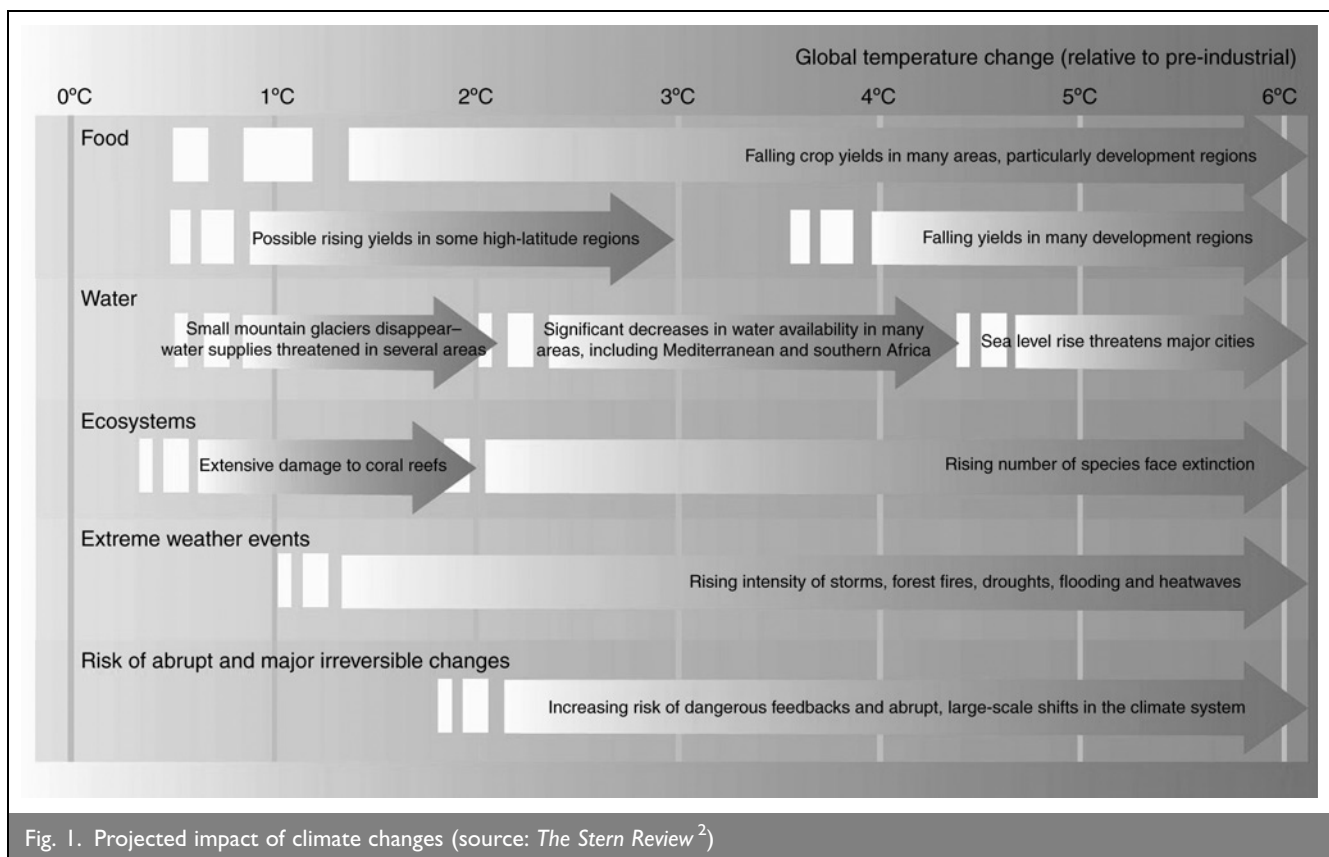 Global temperature change (relative to pre-industrial)
0°C 1°C 2°C 3°C 4°C 5°C 6°C
Food
Falling crop yields in many areas, particularly development regions
Possible rising yields in some high-latitude regions
Falling yields in many development regions
Water
Small mountain glaciers disappear–
water supplies threatened in several areas
Significant decreases in water availability in many
areas, including Mediterranean and southern Africa
Sea level rise threatens major cities
Ecosystems
Extensive damage to coral reefs
Rising number of species face extinction
Extreme weather events
Rising intensity of storms, forest fires, droughts, flooding and heatwaves
Risk of abrupt and major irreversible changes
Increasing risk of dangerous feedbacks and abrupt, large-scale shifts in the climate system
Fig. 1. Projected impact of climate changes (source: The Stern Review 2)